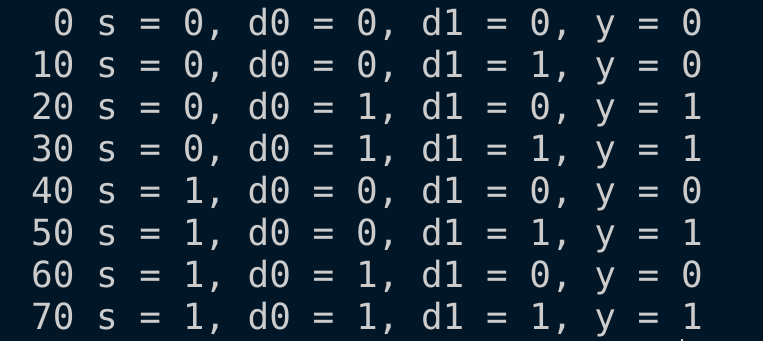 0 s = 0, d0 = 0, d1 = 0, y = 0
10 s = 0, d0 = 0, d1 = 1, y = 0
20 s = 0, d0 = 1, d1 = 0, y = 1
30 s = 0, d0 = 1, d1 = 1, y = 1
40 s = 1, d0 = 0, d1 = 0, y = 0
50 s = 1, d0 = 0, d1 = 1, y = 1
60 s = 1, d0 = 1, d1 = 0, y = 0
70 s = 1, d0 = 1, d1 = 1, y = 1